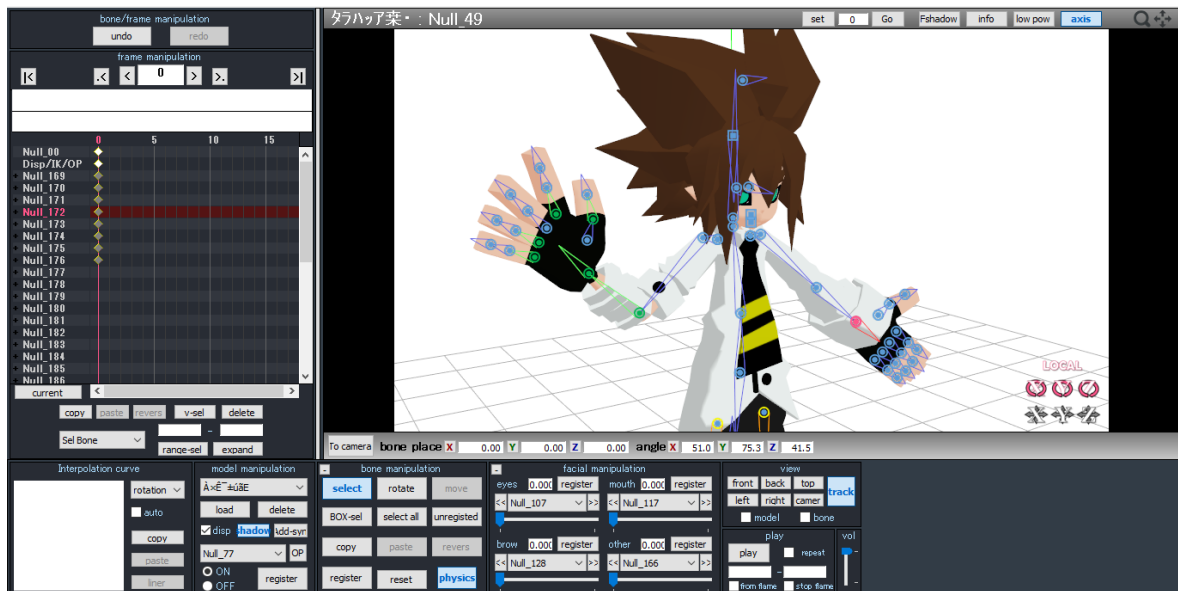 bone/frame manipulation
undo redo
frame manipulation
|< .< < 0 > >. >|
0 5 10 15
Null_00
Disp/IK/OP
Null_169
Null_170
Null_171
Null_172
Null_173
Null_174
Null_175
Null_176
Null_177
Null_178
Null_179
Null_180
Null_181
Null_182
Null_183
Null_184
Null_185
Null_186
current < >
copy paste revers v-sel delete
Sel Bone -
range-sel expand
タラハッア棄・: Null_49
set 0 Go Fshadow info low pow axis
LOCAL
To camera bone place X 0.00 Y 0.00 Z 0.00 angle X 51.0 Y 75.3 Z 41.5
Interpolation curve
rotation
auto
copy
paste
liner
model manipulation
À×Ê¯±úãE
load delete
disp shadow Add-syn
Null_77 OP
ON
OFF
register
- bone manipulation
select rotate move
BOX-sel select all unregisted
copy paste revers
register reset physics
- facial manipulation
eyes 0.000 register mouth 0.000 register
<< Null_107 >> << Null_117 >>
brow 0.000 register other 0.000 register
<< Null_128 >> << Null_166 >>
view
front back top
left right camer
track
model bone
play
play repeat
-
from flame stop flame
vol